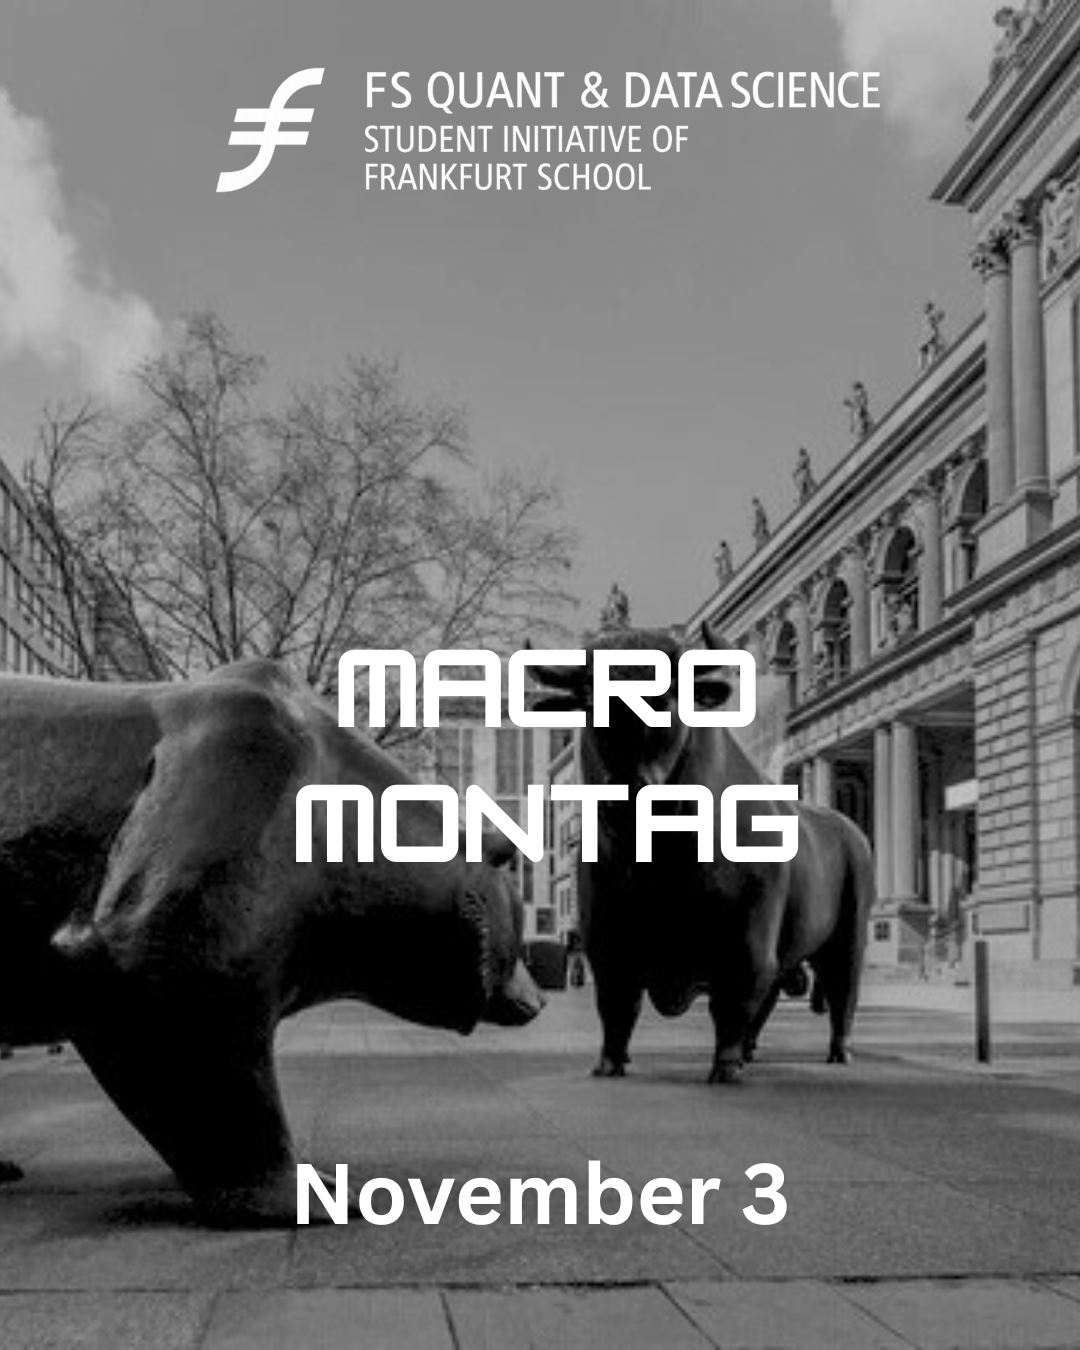 FS QUANT & DATA SCIENCE
STUDENT INITIATIVE OF
FRANKFURT SCHOOL
MACRO
MONTAG
November 3